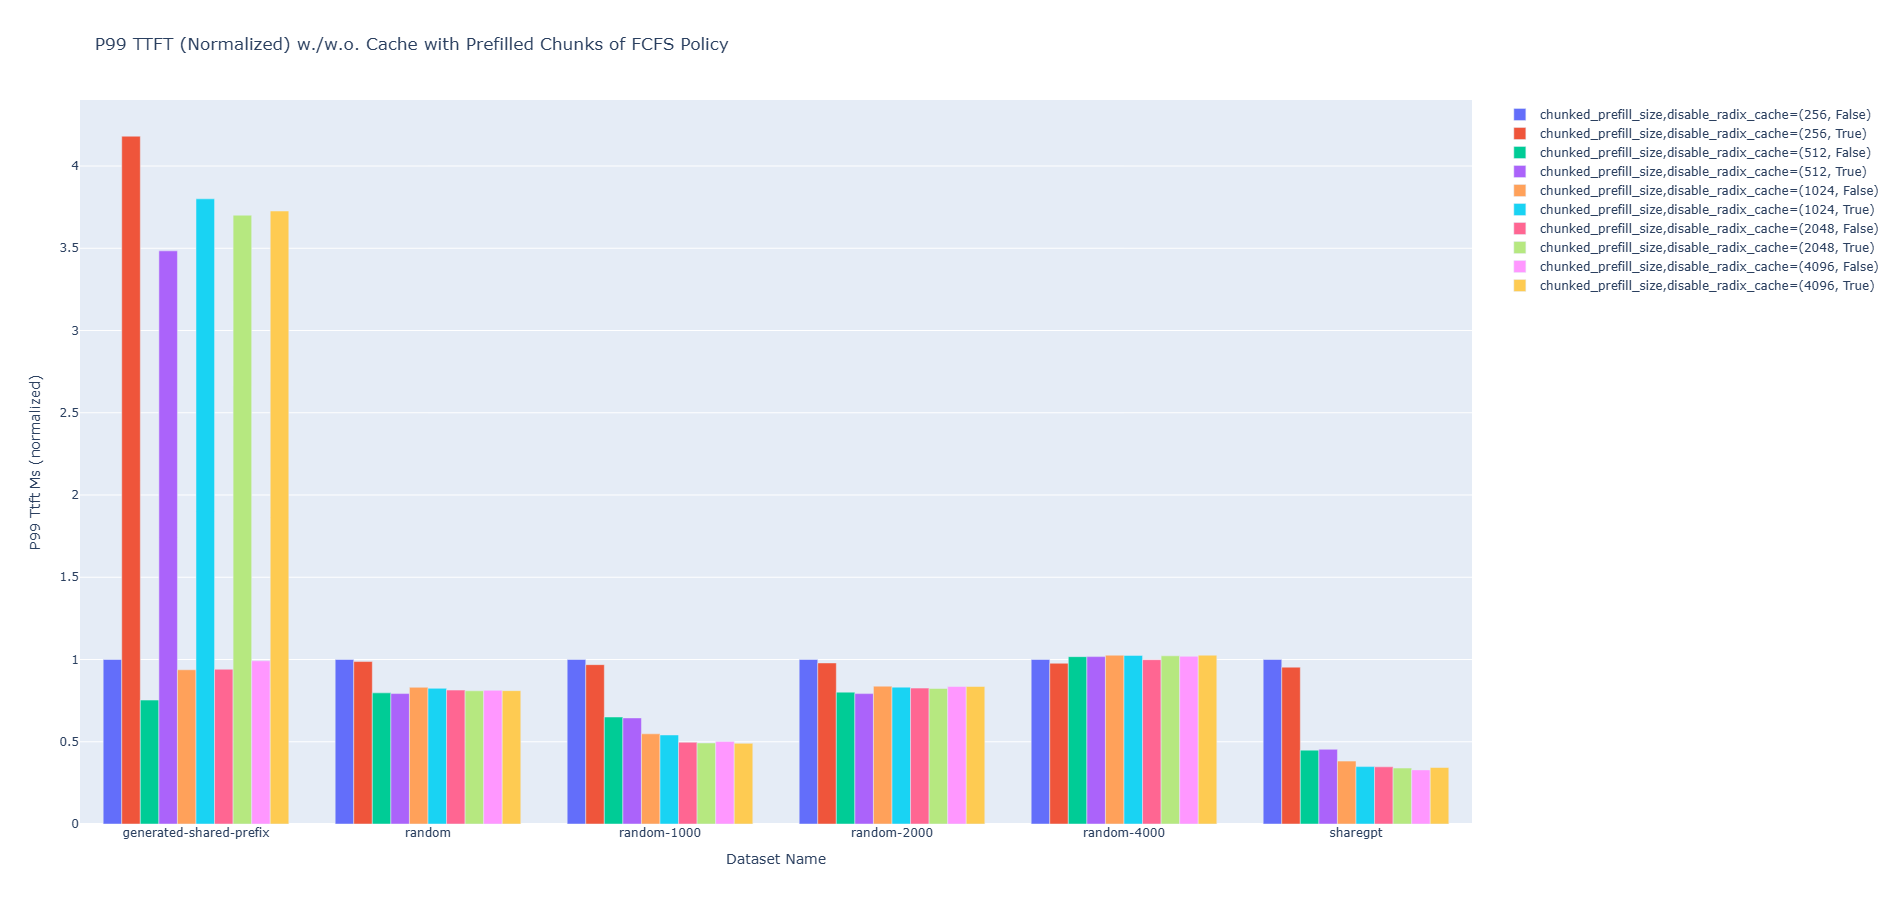 P99 TTFT (Normalized) w./w.o. Cache with Prefilled Chunks of FCFS Policy
chunked_prefill_size,disable_radix_cache=(256, False)
chunked_prefill_size,disable_radix_cache=(256, True)
chunked_prefill_size,disable_radix_cache=(512, False)
chunked_prefill_size,disable_radix_cache=(512, True)
chunked_prefill_size,disable_radix_cache=(1024, False)
chunked_prefill_size,disable_radix_cache=(1024, True)
chunked_prefill_size,disable_radix_cache=(2048, False)
chunked_prefill_size,disable_radix_cache=(2048, True)
chunked_prefill_size,disable_radix_cache=(4096, False)
chunked_prefill_size,disable_radix_cache=(4096, True)
P99 Ttft Ms (normalized)
4
3.5
3
2.5
2
1.5
1
0.5
0
generated-shared-prefix
random
random-1000
random-2000
random-4000
sharegpt
Dataset Name